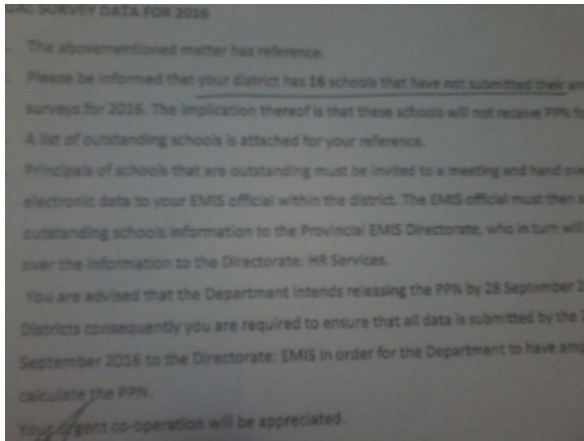 SURVEY DATA FOR 2016
The abovementioned matter has reference.
Please be informed that your district has 16 schools that have not submitted their
surveys for 2016. The implication thereof is that these schools will not receive PPN
A list of outstanding schools is attached for your reference.
Principals of schools that are outstanding must be invited to a meeting and hand
electronic data to your EMIS official within the district. The EMIS official must then
outstanding schools information to the Provincial EMIS Directorate, who in turn will
over the information to the Directorate: HR Services.
You are advised that the Department intends releasing the PPN by 28 September
Districts consequently you are required to ensure that all data is submitted by the
September 2016 to the Directorate: EMIS in order for the Department to have
calculate the PPN.
Your urgent co-operation will be appreciated.